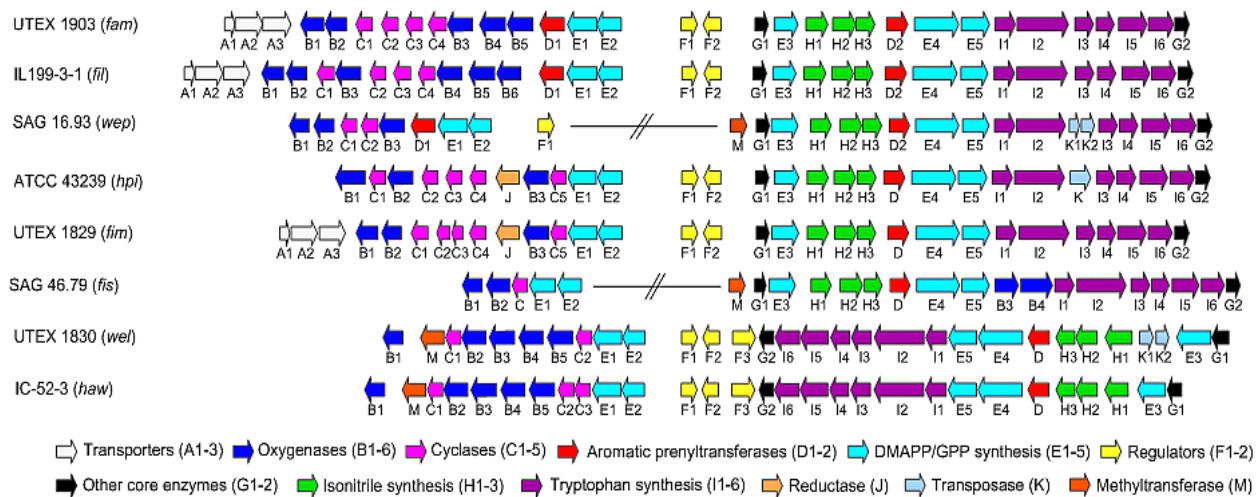 UTEX 1903 (fam)
A1 A2 A3 B1 B2 C1 C2 C3 C4 B3 B4 B5 D1 E1 E2 F1 F2 G1 E3 H1 H2 H3 D2 E4 E5 I1 I2 I3 I4 I5 I6 G2
IL199-3-1 (fil)
A1 A2 A3 B1 B2 C1 B3 C2 C3 C4 B4 B5 B6 D1 E1 E2 F1 F2 G1 E3 H1 H2 H3 D2 E4 E5 I1 I2 I3 I4 I5 I6 G2
SAG 16.93 (wep)
B1 B2 C1 C2 B3 D1 E1 E2 F1 // M G1 E3 H1 H2 H3 D2 E4 E5 I1 I2 K1 K2 I3 I4 I5 I6 G2
ATCC 43239 (hpi)
B1 C1 B2 C2 C3 C4 J B3 C5 E1 E2 F1 F2 G1 E3 H1 H2 H3 D E4 E5 I1 I2 K I3 I4 I5 I6 G2
UTEX 1829 (fim)
A1 A2 A3 B1 B2 C1 C2 C3 C4 J B3 C5 E1 E2 F1 F2 G1 E3 H1 H2 H3 D E4 E5 I1 I2 I3 I4 I5 I6 G2
SAG 46.79 (fis)
B1 B2 C E1 E2 // M G1 E3 H1 H2 H3 D E4 E5 B3 B4 I1 I2 I3 I4 I5 I6 G2
UTEX 1830 (wel)
B1 M C1 B2 B3 B4 B5 C2 E1 E2 F1 F2 F3 G2 I6 I5 I4 I3 I2 I1 E5 E4 D H3 H2 H1 K1 K2 E3 G1
IC-52-3 (haw)
B1 M C1 B2 B3 B4 B5 C2 C3 E1 E2 F1 F2 F3 G2 I6 I5 I4 I3 I2 I1 E5 E4 D H3 H2 H1 E3 G1
Transporters (A1-3) Oxygenases (B1-6) Cyclases (C1-5) Aromatic prenyltransferases (D1-2) DMAPP/GPP synthesis (E1-5) Regulators (F1-2)
Other core enzymes (G1-2) Isonitrile synthesis (H1-3) Tryptophan synthesis (I1-6) Reductase (J) Transposase (K) Methyltransferase (M)